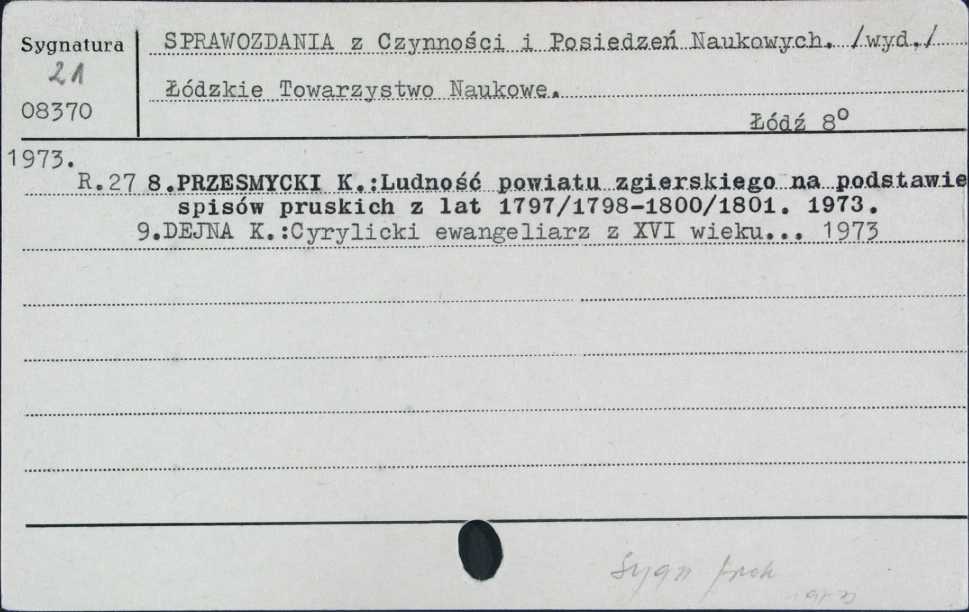 Sygnatura
21
08370
SPRAWOZDANIA z Czynności i Posiedzeń Naukowych. /wyd./
Łódzkie Towarzystwo Naukowe.
Łódź 8°
1973.
R.27 8.PRZESMYCKI K.:Ludność powiatu zgierskiego na podstawie
spisów pruskich z lat 1797/1798-1800/1801. 1973.
9.DEJNA K.:Cyrylicki ewangeliarz z XVI wieku... 1973
Sygn